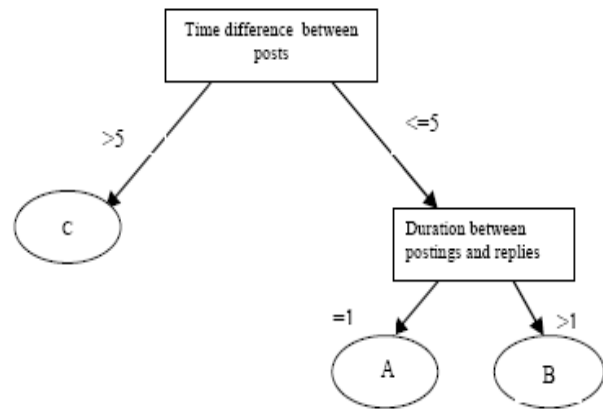 Time difference between
posts
>5
<=5
C
Duration between
postings and replies
=1
>1
A
B